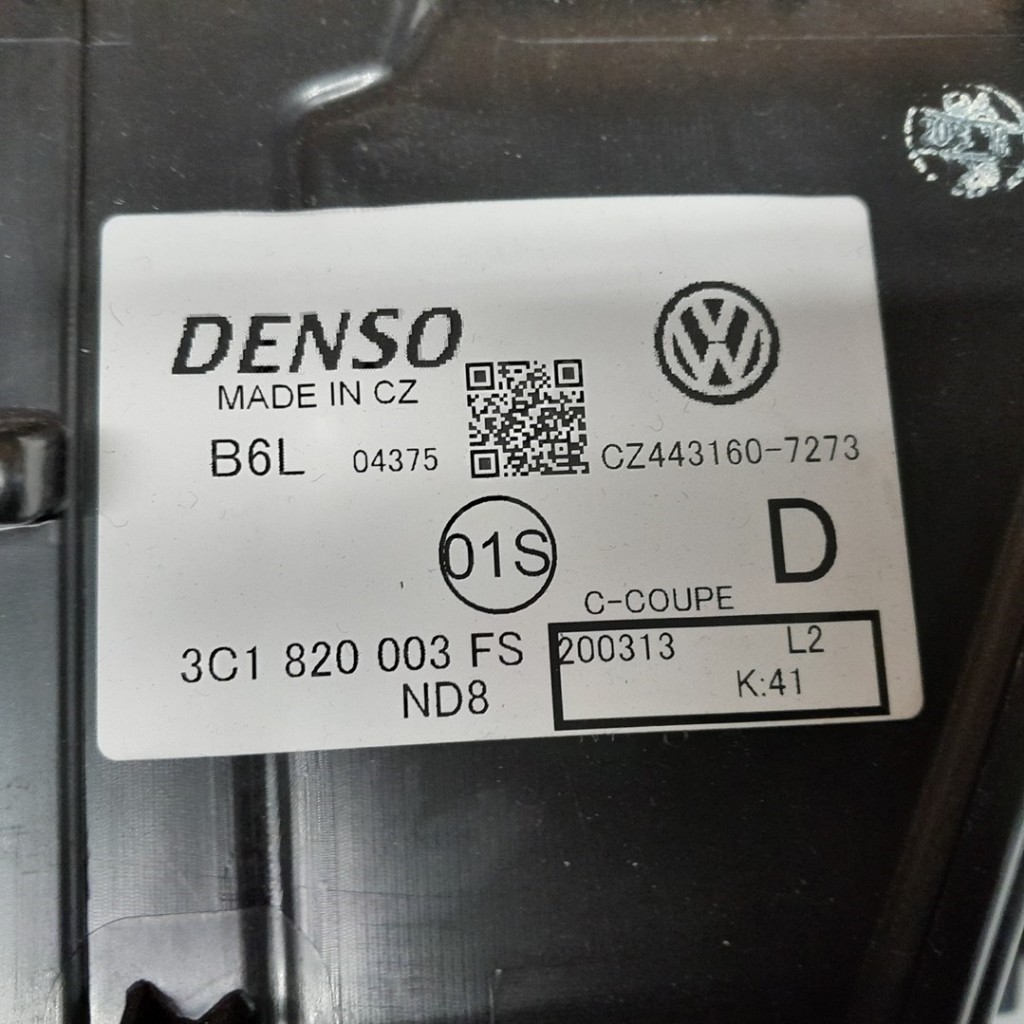 DENSO
MADE IN CZ
B6L 04375 CZ443160-7273
01S
D
C-COUPE
3C1 820 003 FS
ND8
200313 L2
K:41